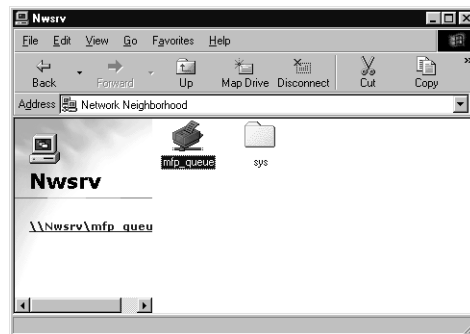 Nwsrv
File Edit View Go Favorites Help
Back Forward Up Map Drive Disconnect Cut Copy
Address Network Neighborhood
mfp_queue sys
Nwsrv
\\Nwsrv\mfp_queu